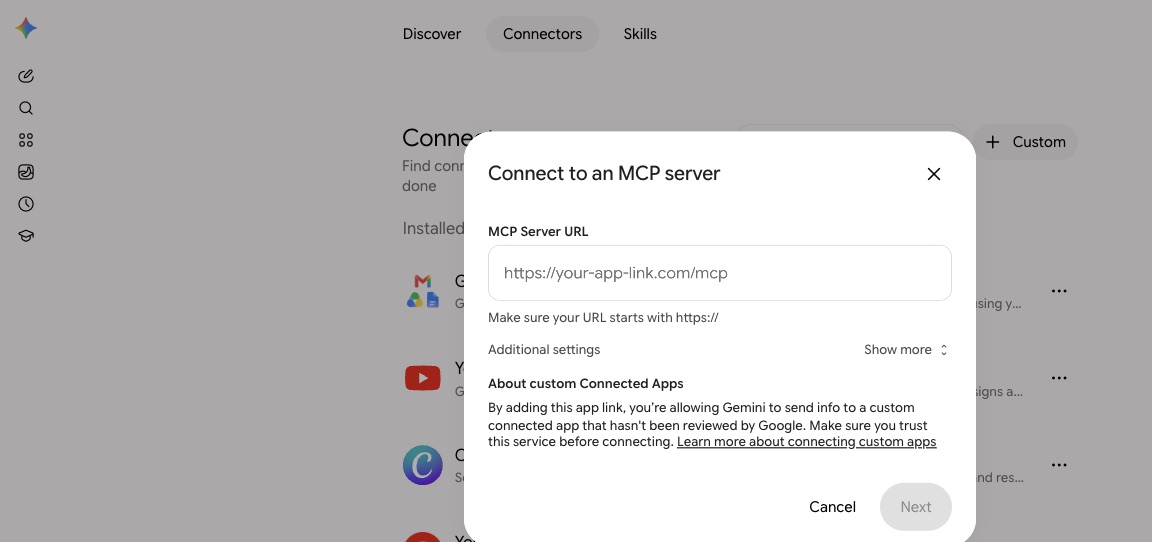 Discover
Connectors
Skills
Custom
Find
done
Installed
Connect to an MCP server
MCP Server URL
https://your-app-link.com/mcp
Make sure your URL starts with https://
Additional settings
Show more
About custom Connected Apps
By adding this app link, you're allowing Gemini to send info to a custom
connected app that hasn't been reviewed by Google. Make sure you trust
this service before connecting. Learn more about connecting custom apps
Cancel
Next